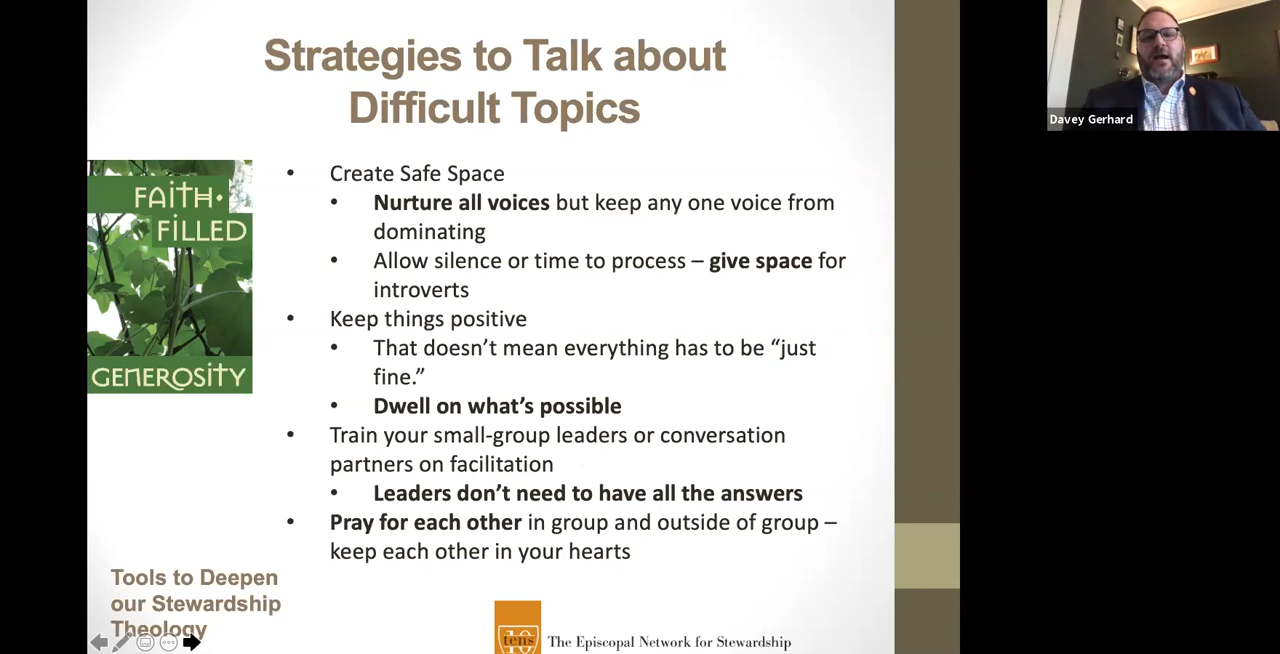 Strategies to Talk about
Difficult Topics
Davey Gerhard
FAITH•
FILLED
GENEROSITY
• Create Safe Space
• Nurture all voices but keep any one voice from
dominating
• Allow silence or time to process – give space for
introverts
• Keep things positive
• That doesn’t mean everything has to be “just
fine.”
• Dwell on what’s possible
• Train your small-group leaders or conversation
partners on facilitation
• Leaders don’t need to have all the answers
• Pray for each other in group and outside of group –
keep each other in your hearts
Tools to Deepen
our Stewardship
Theology
10
tens
The Episcopal Network for Stewardship